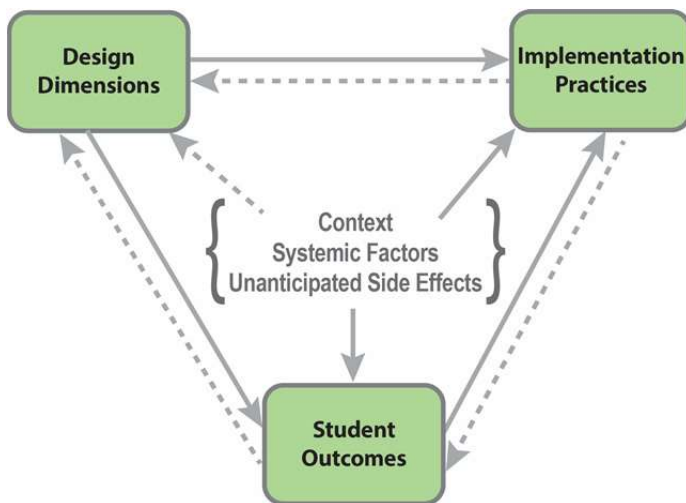 Design
Dimensions
Implementation
Practices
Context
Systemic Factors
Unanticipated Side Effects
Student
Outcomes